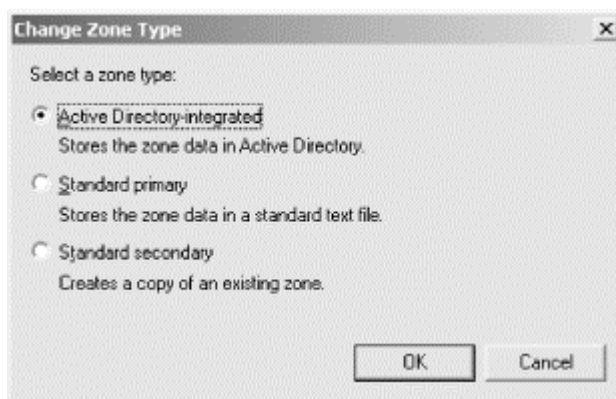 Change Zone Type
Select a zone type:
Active Directory-integrated
Stores the zone data in Active Directory.
Standard primary
Stores the zone data in a standard text file.
Standard secondary
Creates a copy of an existing zone.
OK Cancel